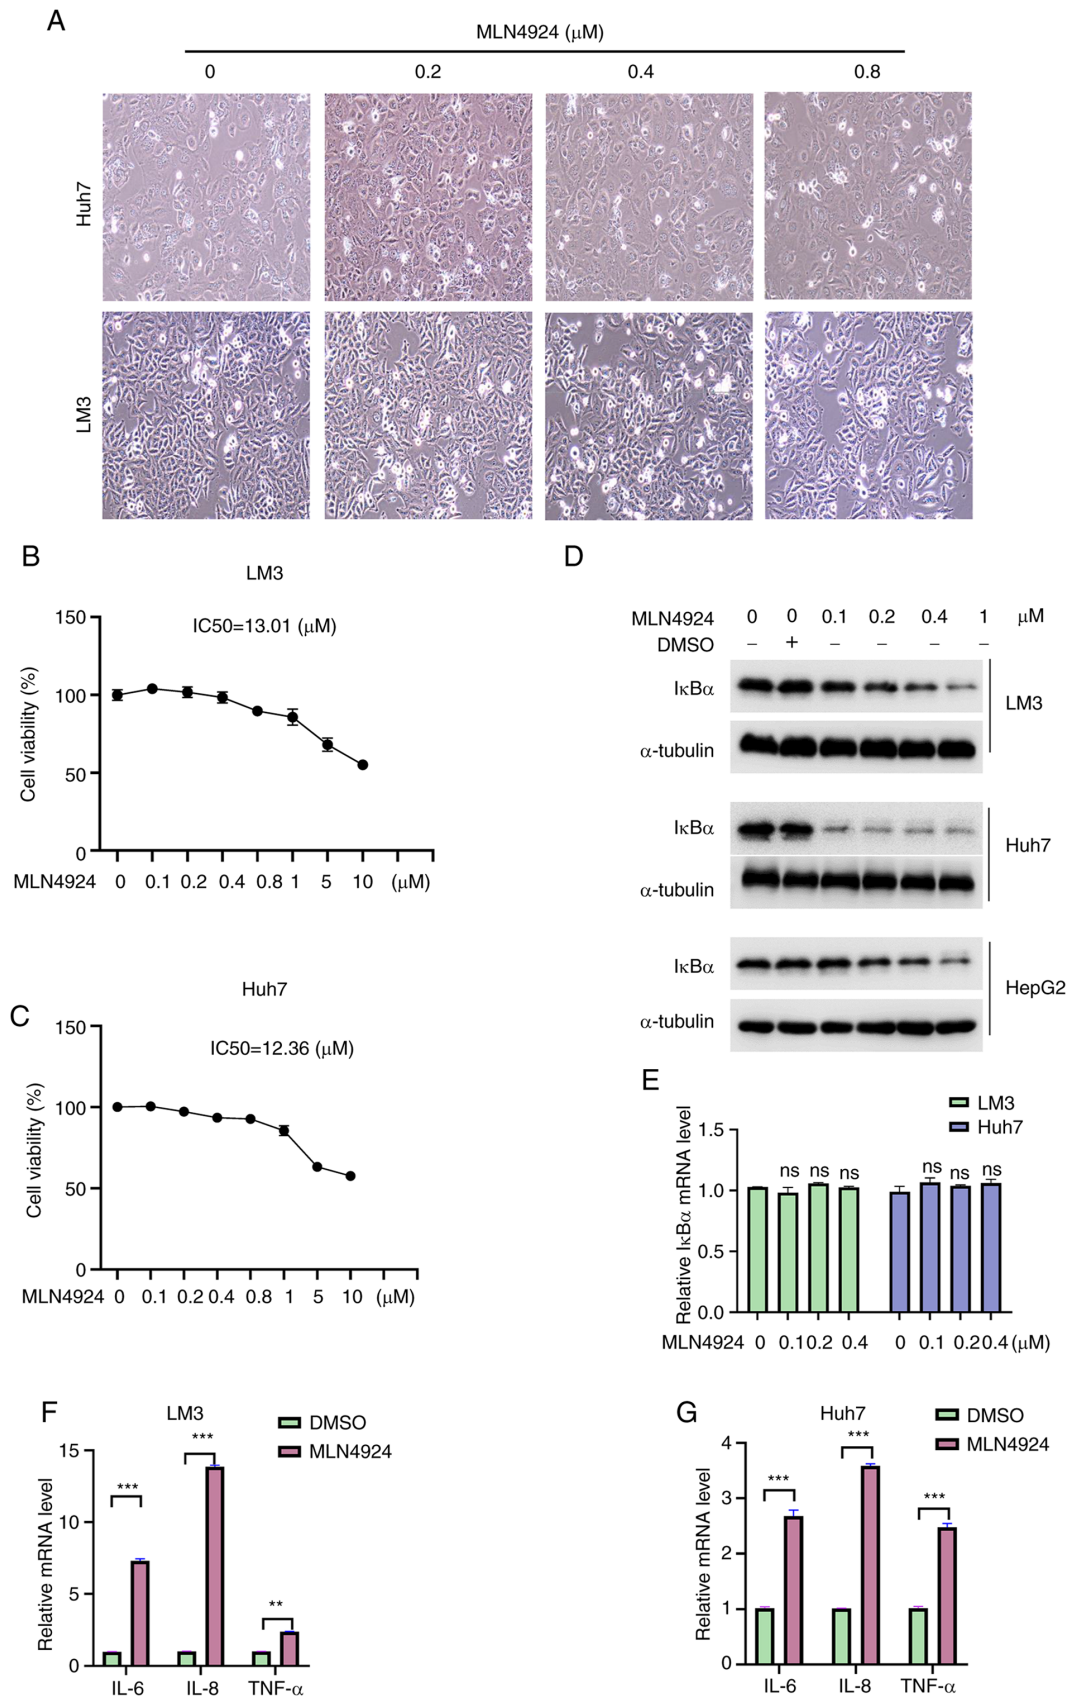 A
MLN4924 (μM)
0 0.2 0.4 0.8
Huh7
LM3
B
LM3
IC50=13.01 (μM)
Cell viability (%)
150
100
50
0
MLN4924 0 0.1 0.2 0.4 0.8 1 5 10 (μM)
C
Huh7
IC50=12.36 (μM)
Cell viability (%)
150
100
50
0
MLN4924 0 0.1 0.2 0.4 0.8 1 5 10 (μM)
D
MLN4924 0 0 0.1 0.2 0.4 1 μM
DMSO − + − − − −
IκBα
α-tubulin
LM3
IκBα
α-tubulin
Huh7
IκBα
α-tubulin
HepG2
E
LM3
Huh7
Relative IκBα mRNA level
1.5
1.0
0.5
0.0
ns ns ns ns ns ns
MLN4924 0 0.1 0.2 0.4 0 0.1 0.2 0.4 (μM)
F
LM3
DMSO
MLN4924
Relative mRNA level
15
10
5
0
*** *** **
IL-6 IL-8 TNF-α
G
Huh7
DMSO
MLN4924
Relative mRNA level
4
3
2
1
0
*** *** ***
IL-6 IL-8 TNF-α